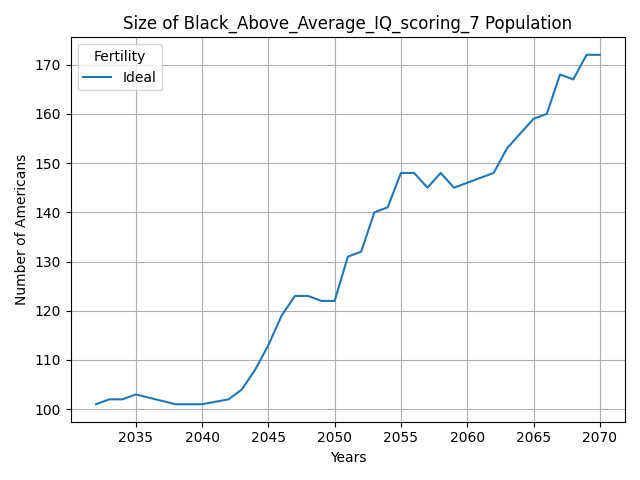 Size of Black_Above_Average_IQ_scoring_7 Population
Fertility
Ideal
Number of Americans
170
160
150
140
130
120
110
100
2035 2040 2045 2050 2055 2060 2065 2070
Years